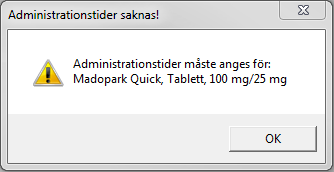 Administrationstider saknas!
Administrationstider måste anges för:
Madopark Quick, Tablett, 100 mg/25 mg
OK